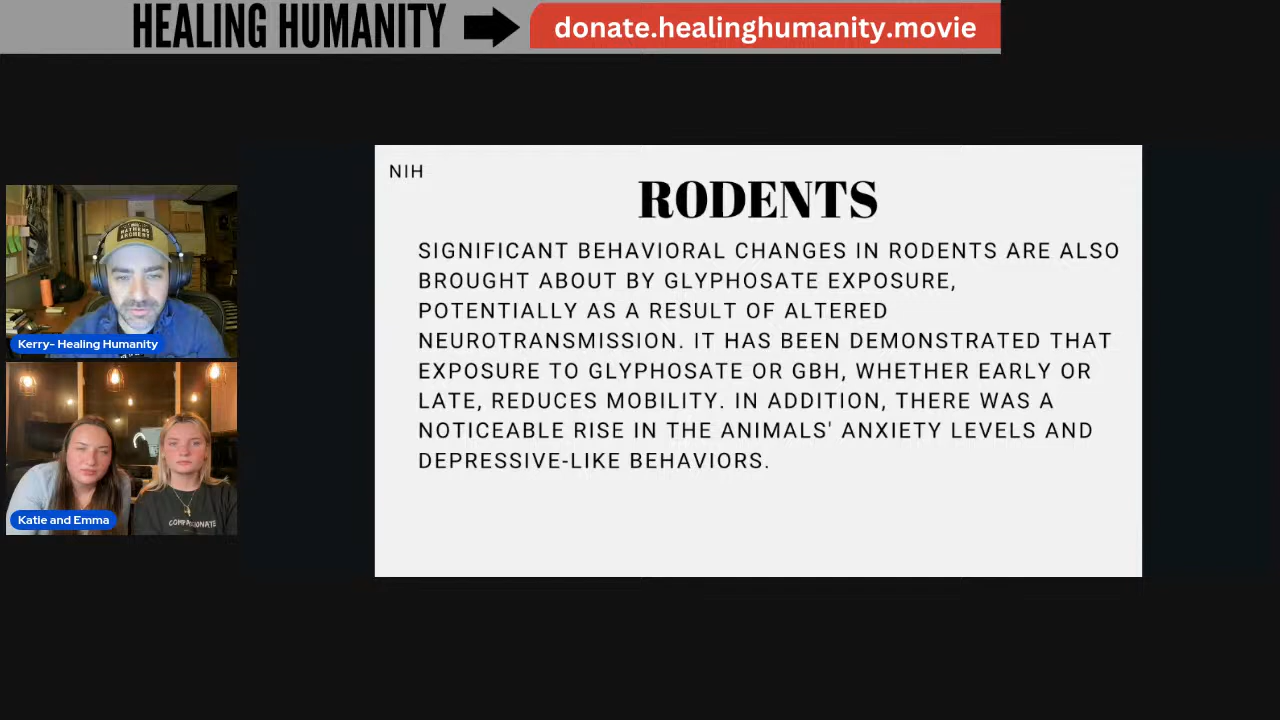 HEALING HUMANITY
donate.healinghumanity.movie
NIH
RODENTS
SIGNIFICANT BEHAVIORAL CHANGES IN RODENTS ARE ALSO
BROUGHT ABOUT BY GLYPHOSATE EXPOSURE,
POTENTIALLY AS A RESULT OF ALTERED
NEUROTRANSMISSION. IT HAS BEEN DEMONSTRATED THAT
EXPOSURE TO GLYPHOSATE OR GBH, WHETHER EARLY OR
LATE, REDUCES MOBILITY. IN ADDITION, THERE WAS A
NOTICEABLE RISE IN THE ANIMALS' ANXIETY LEVELS AND
DEPRESSIVE-LIKE BEHAVIORS.
MATHEWS
ARCHERY
Kerry- Healing Humanity
COMPASSIONATE
Katie and Emma